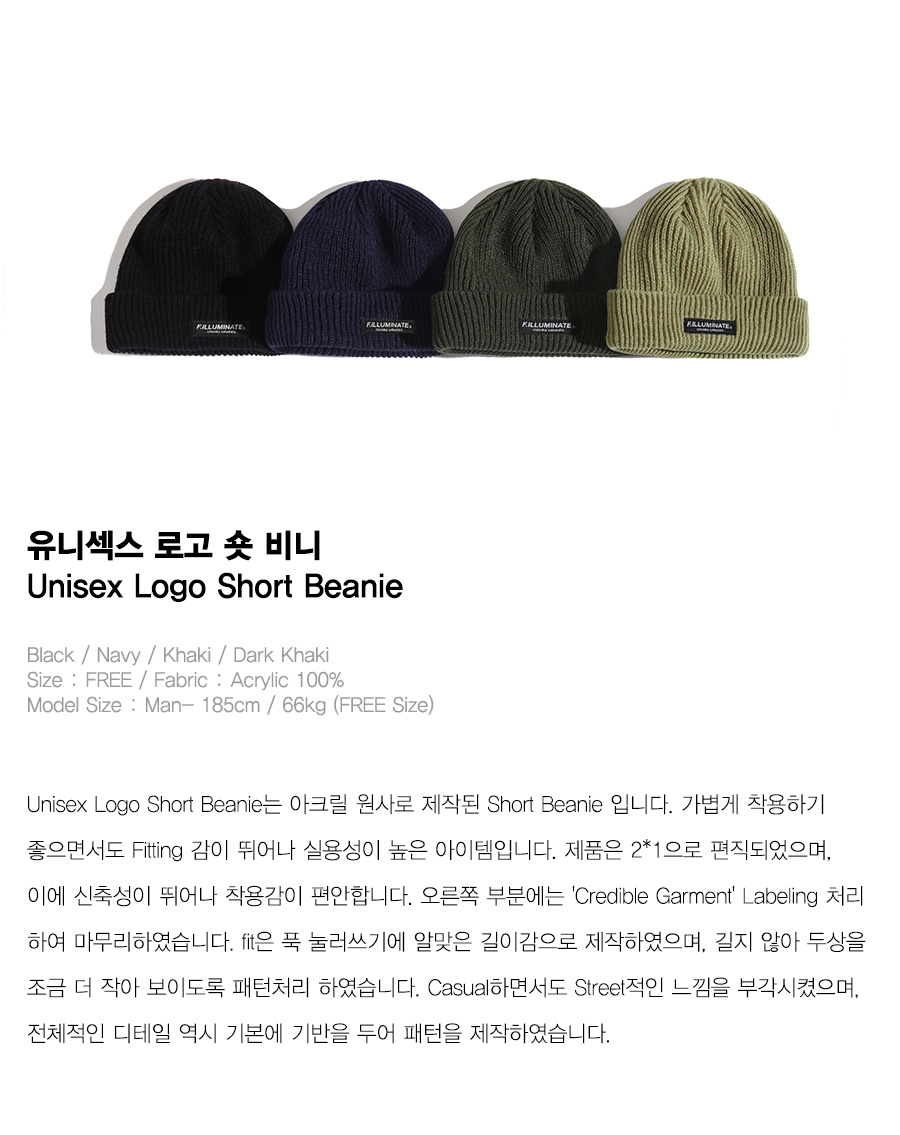 F.ILLUMINATE.
F.ILLUMINATE.
F.ILLUMINATE.
F.ILLUMINATE.
유니섹스 로고 숏 비니
Unisex Logo Short Beanie
Black / Navy / Khaki / Dark Khaki
Size : FREE / Fabric : Acrylic 100%
Model Size : Man- 185cm / 66kg (FREE Size)
Unisex Logo Short Beanie는 아크릴 원사로 제작된 Short Beanie 입니다. 가볍게 착용하기
좋으면서도 Fitting 감이 뛰어나 실용성이 높은 아이템입니다. 제품은 2*1으로 편직되었으며,
이에 신축성이 뛰어나 착용감이 편안합니다. 오른쪽 부분에는 'Credible Garment' Labeling 처리
하여 마무리하였습니다. fit은 푹 눌러쓰기에 알맞은 길이감으로 제작하였으며, 길지 않아 두상을
조금 더 작아 보이도록 패턴처리 하였습니다. Casual하면서도 Street적인 느낌을 부각시켰으며,
전체적인 디테일 역시 기본에 기반을 두어 패턴을 제작하였습니다.